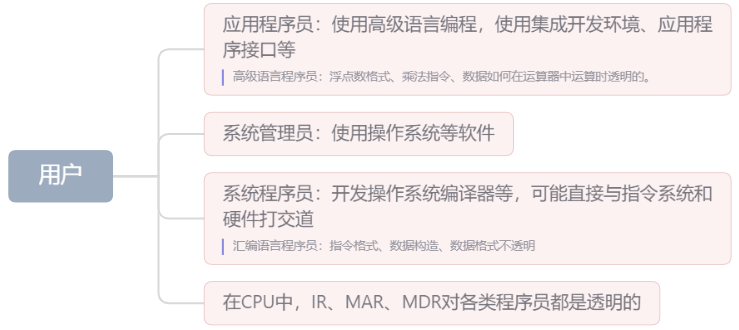 用户
应用程序员：使用高级语言编程，使用集成开发环境、应用程
序接口等
高级语言程序员：浮点数格式、乘法指令、数据如何在运算器中运算时透明的。
系统管理员：使用操作系统等软件
系统程序员：开发操作系统编译器等，可能直接与指令系统和
硬件打交道
汇编语言程序员：指令格式、数据构造、数据格式不透明
在CPU中，IR、MAR、MDR对各类程序员都是透明的